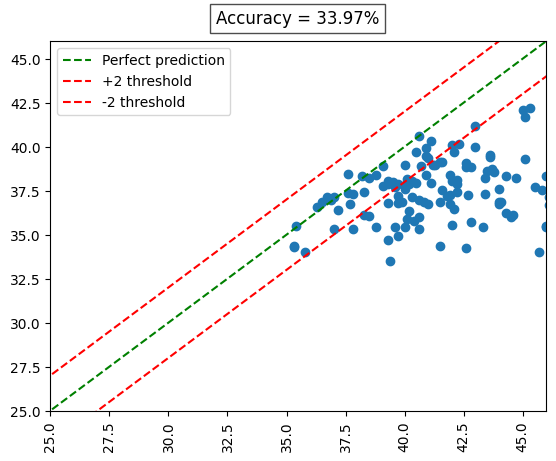 Accuracy = 33.97%
Perfect prediction
+2 threshold
-2 threshold
45.0
42.5
40.0
37.5
35.0
32.5
30.0
27.5
25.0
25.0 27.5 30.0 32.5 35.0 37.5 40.0 42.5 45.0